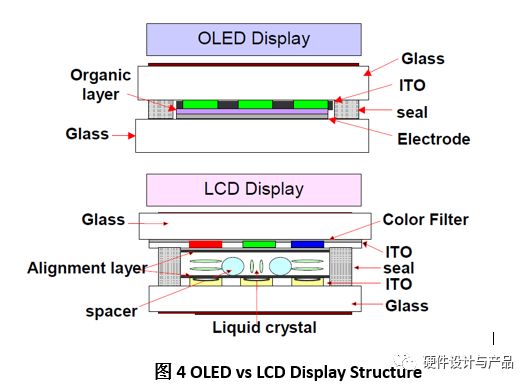 OLED Display
Glass
Organic
layer
ITO
seal
Glass
Electrode
LCD Display
Glass
Color Filter
ITO
Alignment layer
seal
ITO
spacer
Glass
Liquid crystal
图 4 OLED vs LCD Display Structure
硬件设计与产品